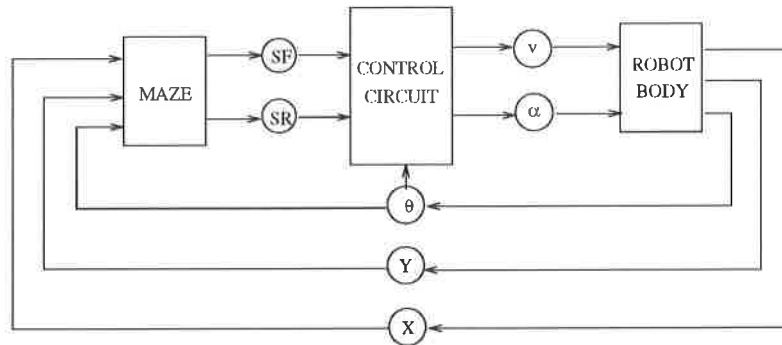 MAZE
SF
SR
CONTROL
CIRCUIT
v
α
ROBOT
BODY
θ
Y
X